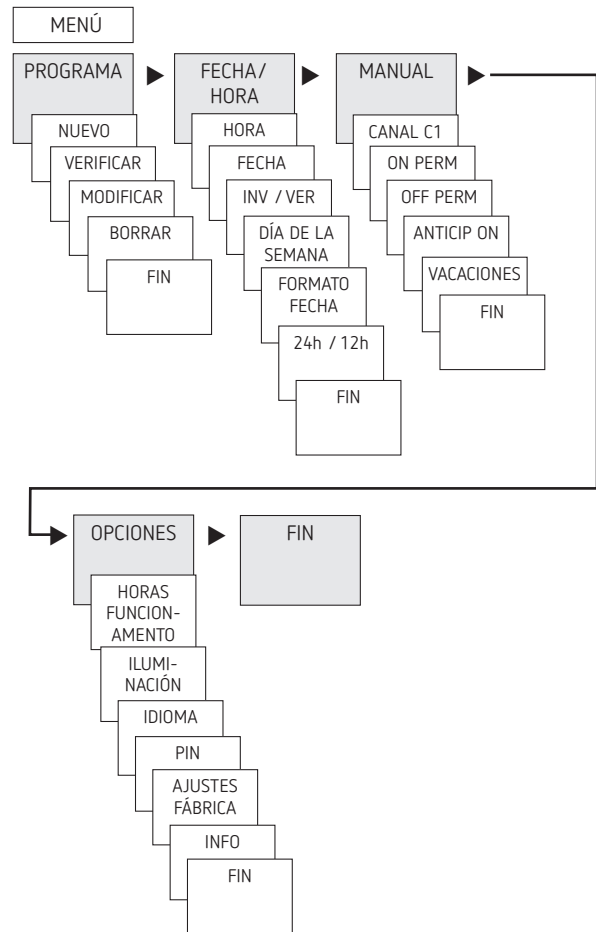 MENÚ
PROGRAMA
NUEVO
VERIFICAR
MODIFICAR
BORRAR
FIN
FECHA/
HORA
HORA
FECHA
INV / VER
DÍA DE LA
SEMANA
FORMATO
FECHA
24h / 12h
FIN
MANUAL
CANAL C1
ON PERM
OFF PERM
ANTICIP ON
VACACIONES
FIN
OPCIONES
HORAS
FUNCION-
AMENTO
ILUMI-
NACIÓN
IDIOMA
PIN
AJUSTES
FÁBRICA
INFO
FIN
FIN